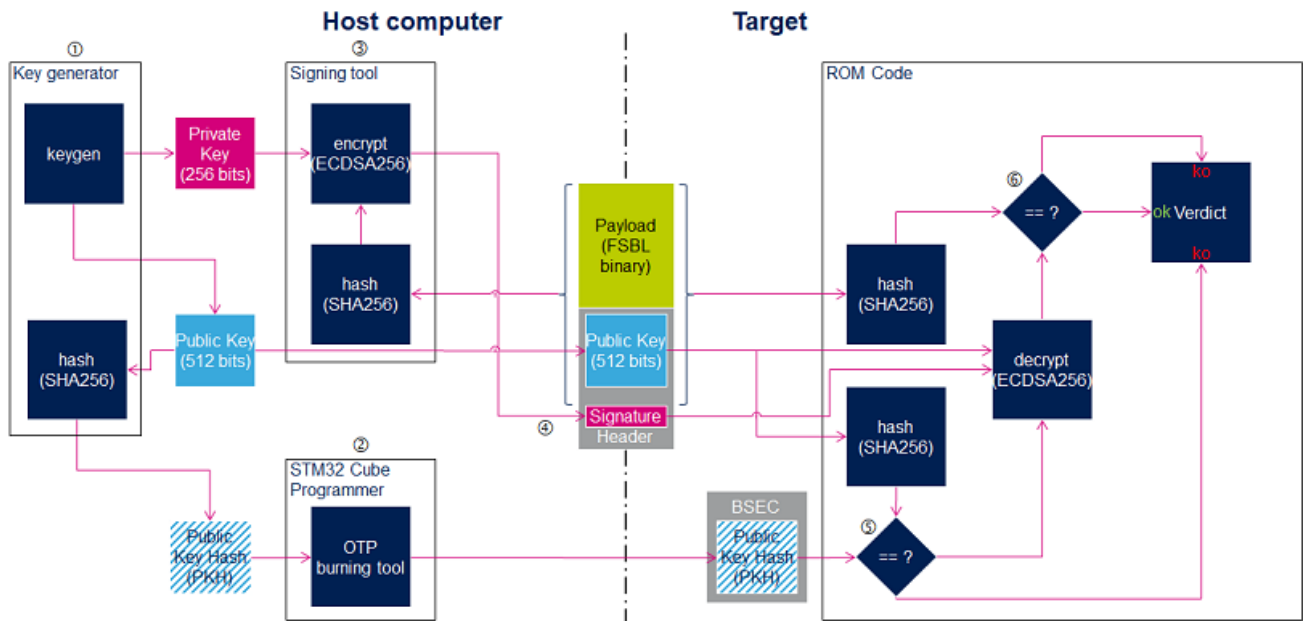 Host computer
Target
①
Key generator
keygen
hash
(SHA256)
Private
Key
(256 bits)
Public Key
(512 bits)
Public
Key Hash
(PKH)
③
Signing tool
encrypt
(ECDSA256)
hash
(SHA256)
②
STM32 Cube
Programmer
OTP
burning tool
Payload
(FSBL
binary)
Public Key
(512 bits)
④
Signature
Header
BSEC
Public
Key Hash
(PKH)
ROM Code
hash
(SHA256)
hash
(SHA256)
⑤
== ?
decrypt
(ECDSA256)
⑥
== ?
ko
ok Verdict
ko